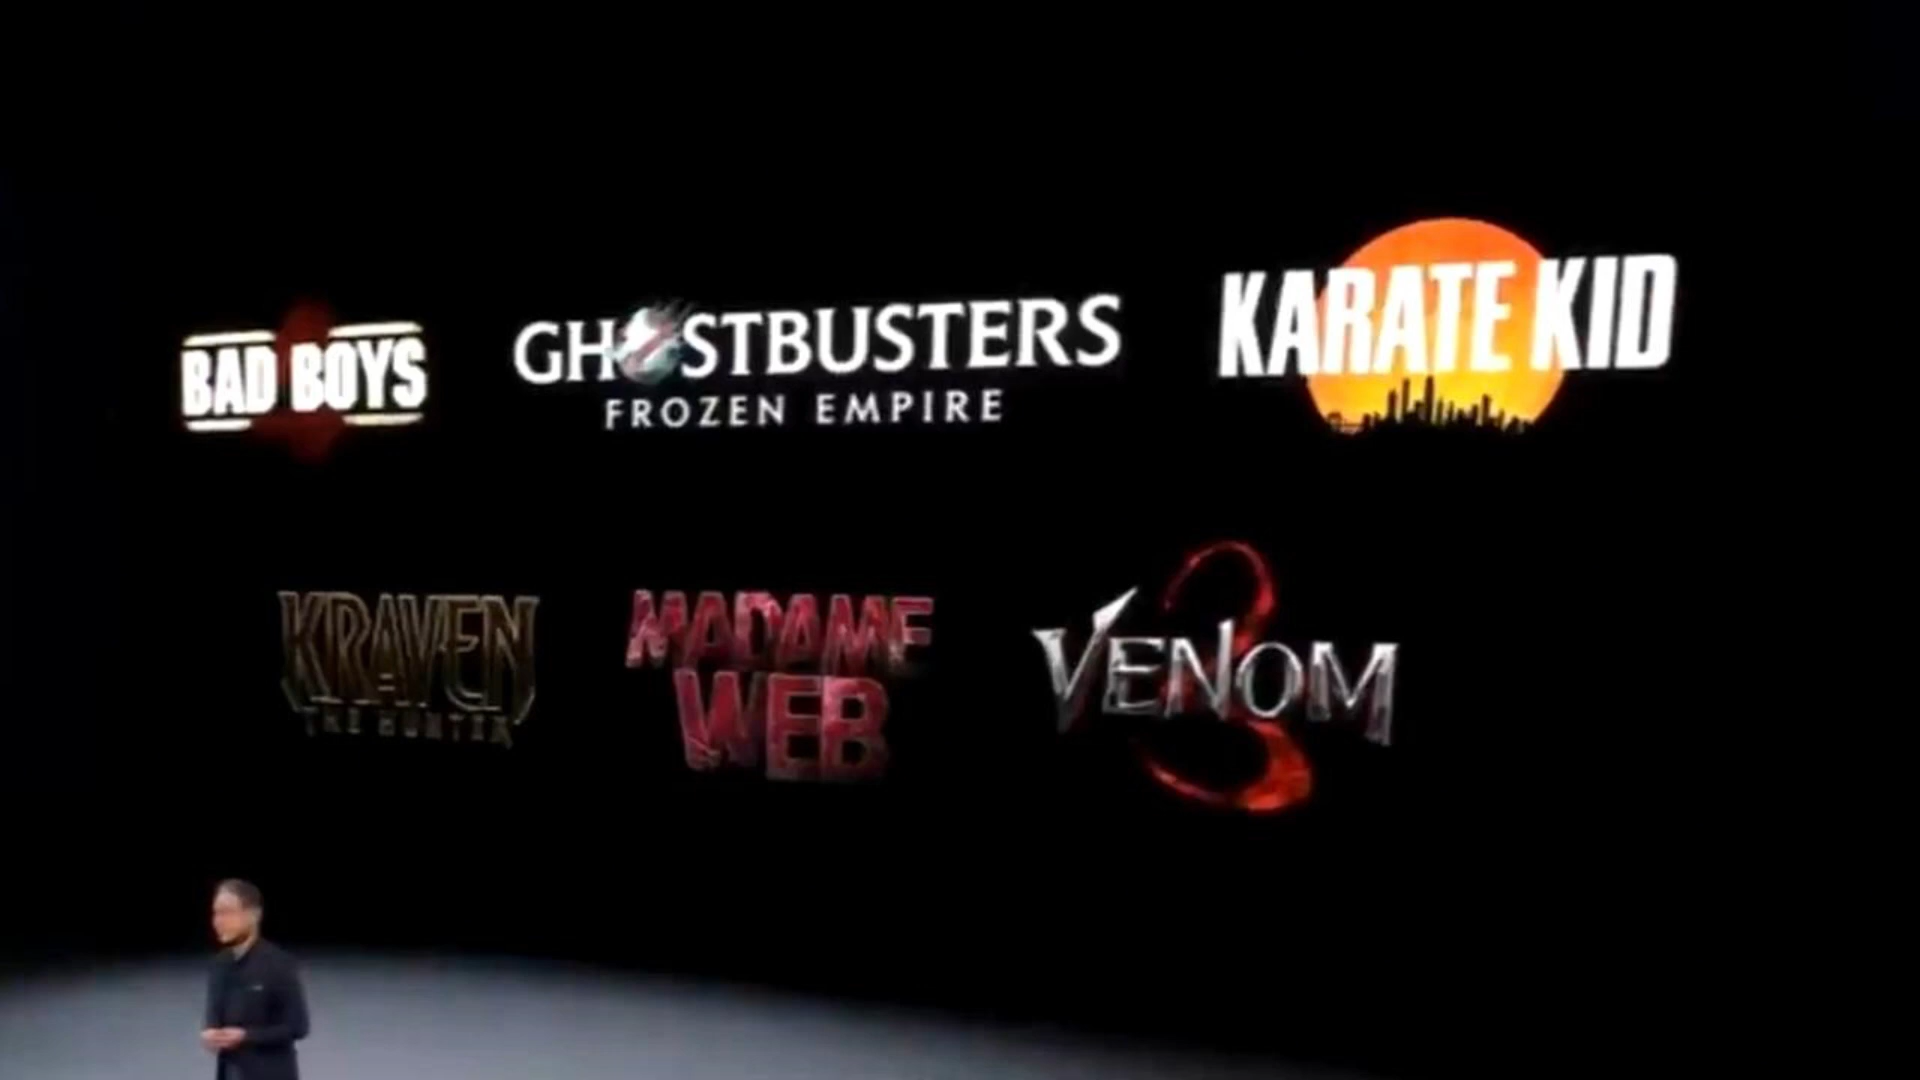 BAD BOYS
GHOSTBUSTERS
FROZEN EMPIRE
KARATE KID
KRAVEN
THE HUNTER
MADAME
WEB
VENOM
3